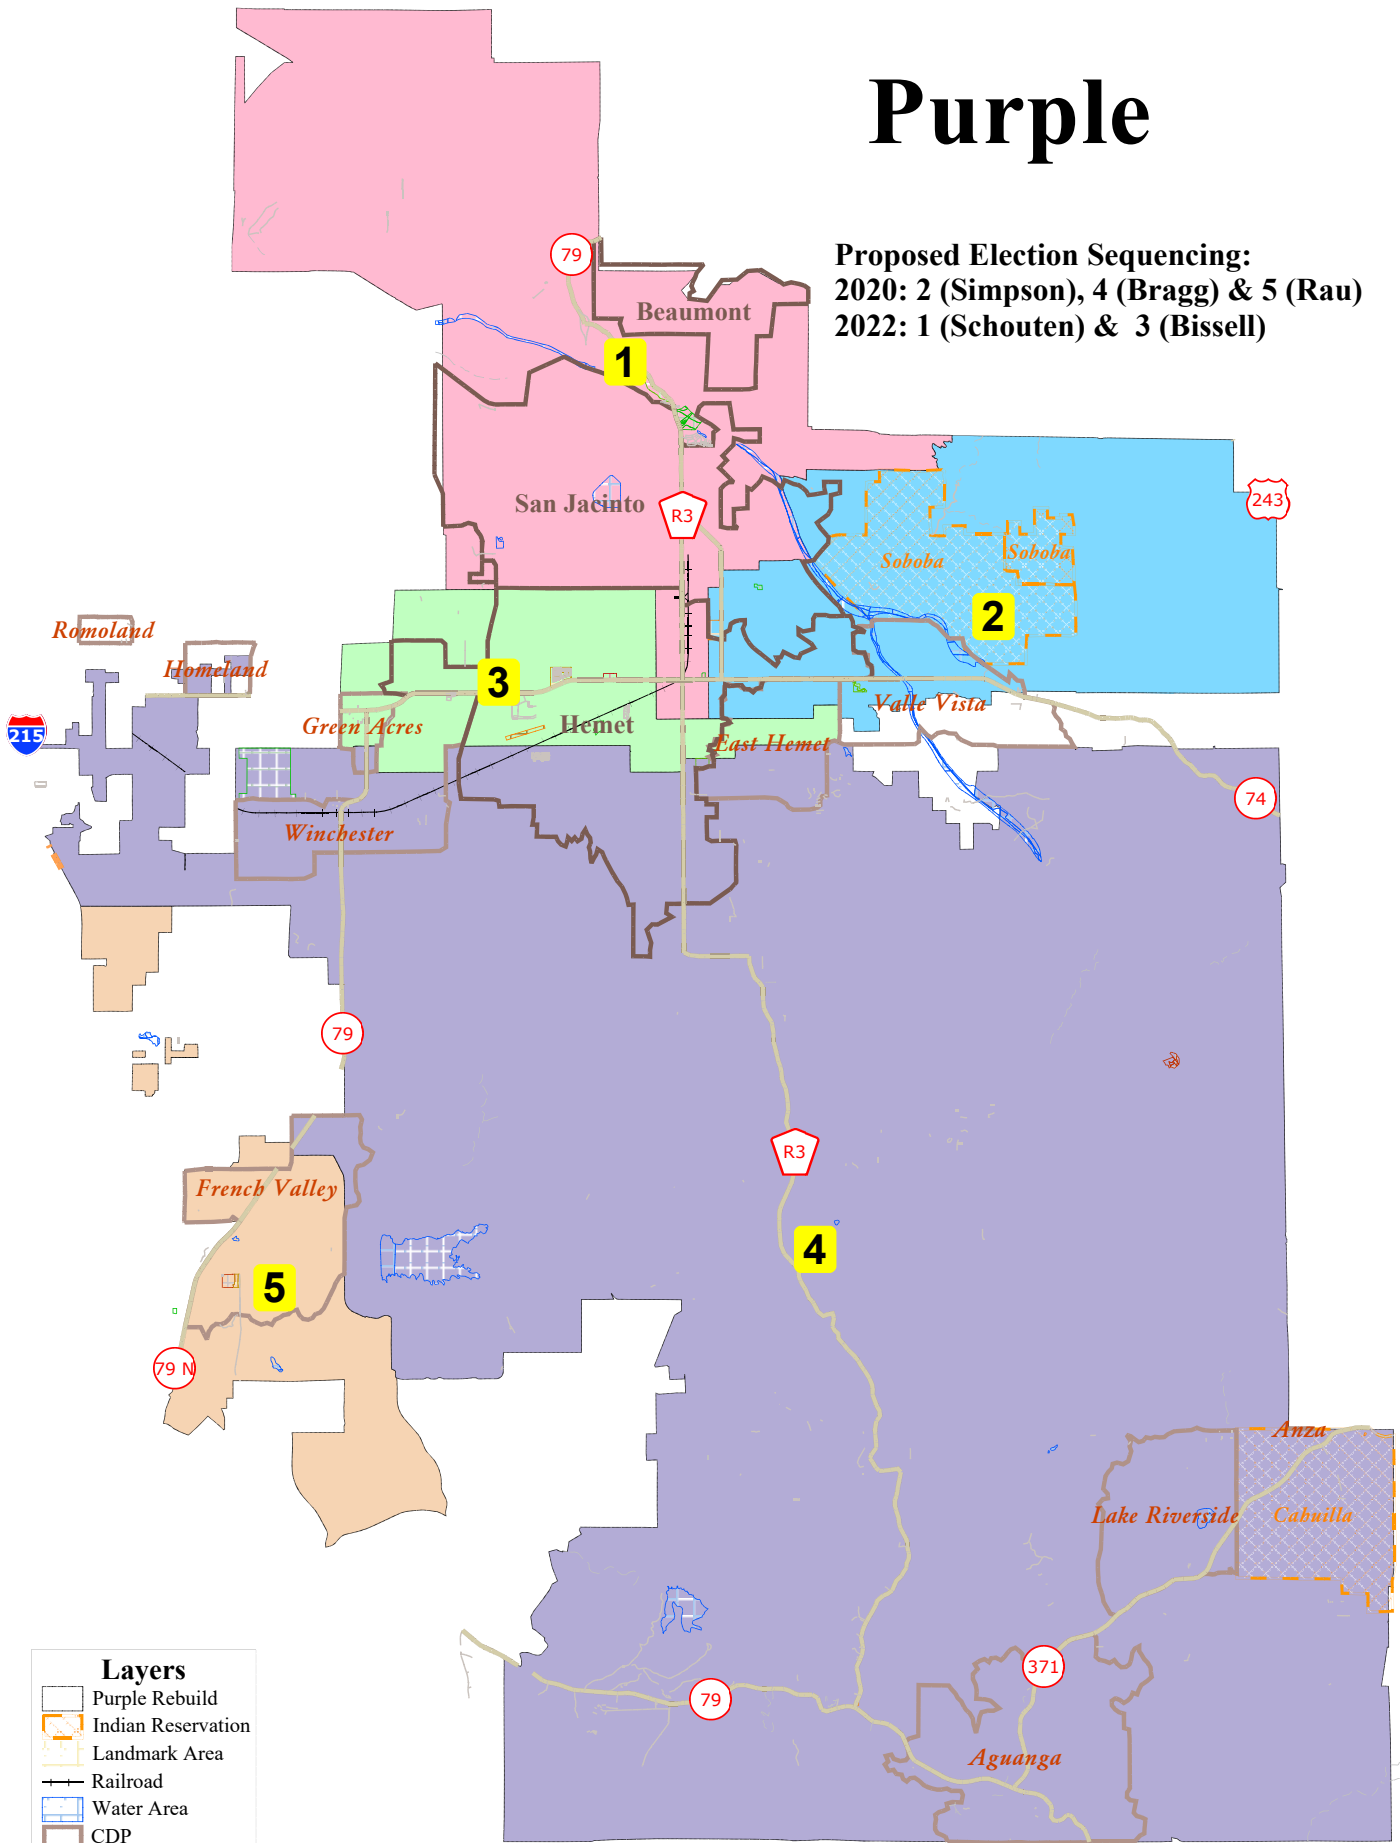 Purple
Proposed Election Sequencing:
2020: 2 (Simpson), 4 (Bragg) & 5 (Rau)
2022: 1 (Schouten) & 3 (Bissell)
79
Beaumont
1
San Jacinto
R3
243
Soboba
Soboba
2
Romoland
Homeland
3
Valle Vista
Green Acres
Hemet
215
East Hemet
74
Winchester
79
R3
French Valley
4
5
79 N
Anza
Lake Riverside
Cahuilla
371
79
Aguanga
Layers
Purple Rebuild
Indian Reservation
Landmark Area
Railroad
Water Area
CDP